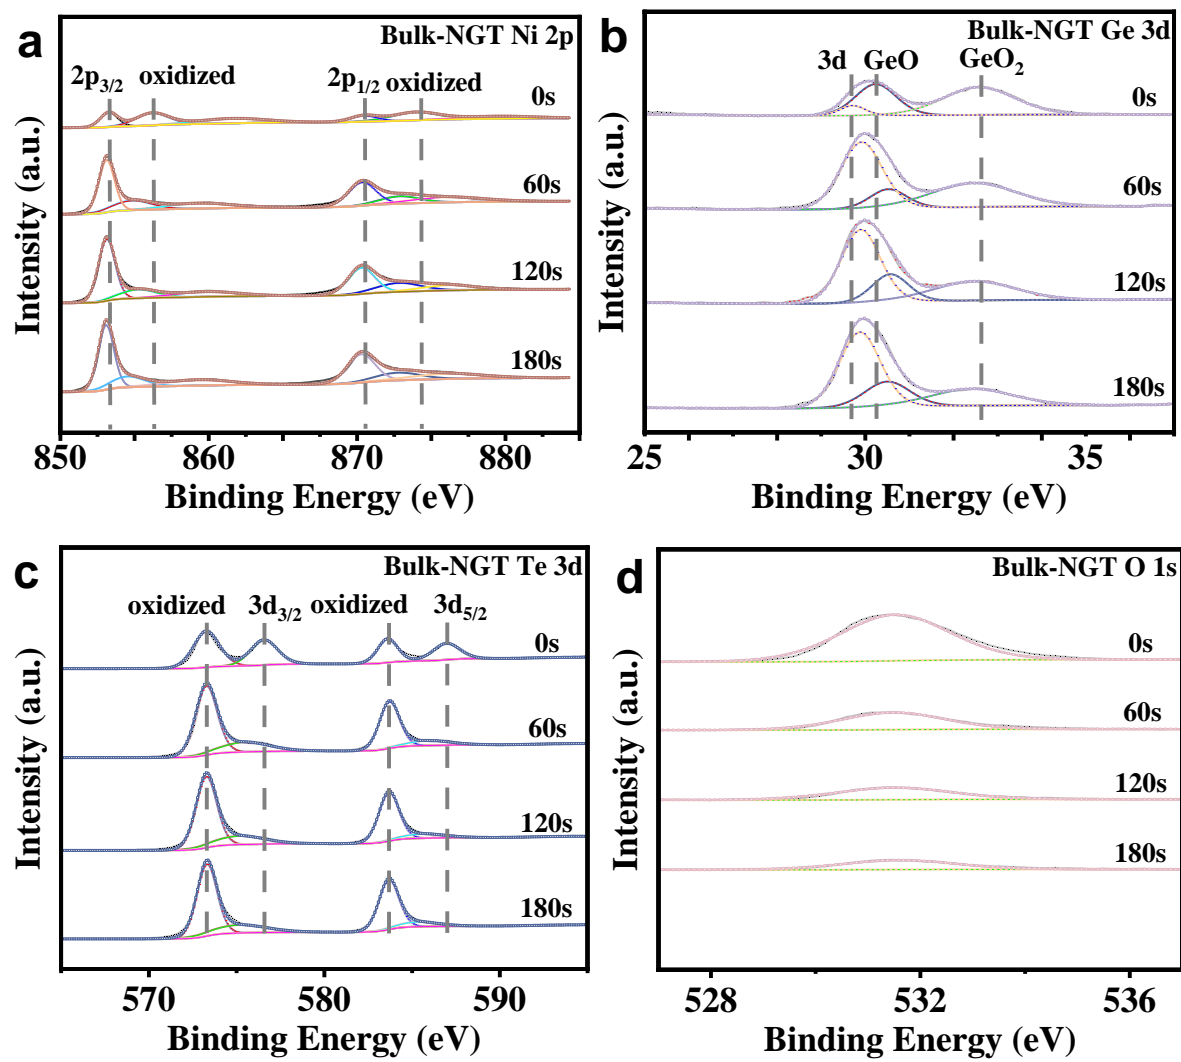 a
Bulk-NGT Ni 2p
2p3/2 oxidized 2p1/2 oxidized
0s
60s
120s
180s
Intensity (a.u.)
850 860 870 880
Binding Energy (eV)
b
Bulk-NGT Ge 3d
3d GeO GeO2
0s
60s
120s
180s
Intensity (a.u.)
25 30 35
Binding Energy (eV)
c
Bulk-NGT Te 3d
oxidized 3d3/2 oxidized 3d5/2
0s
60s
120s
180s
Intensity (a.u.)
570 580 590
Binding Energy (eV)
d
Bulk-NGT O 1s
0s
60s
120s
180s
Intensity (a.u.)
528 532 536
Binding Energy (eV)